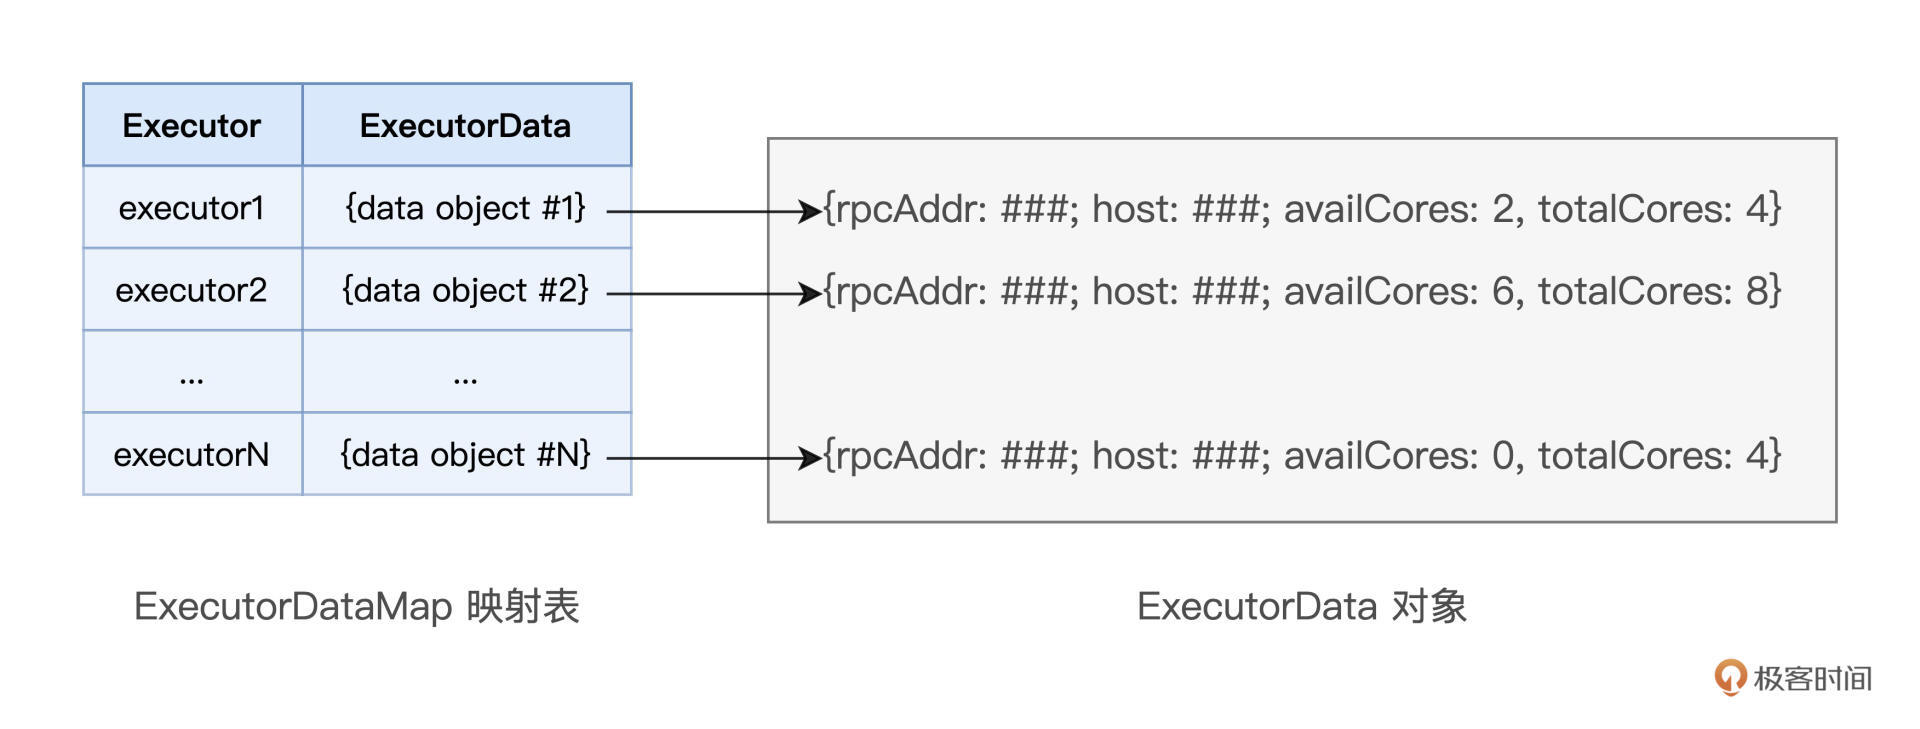 Executor ExecutorData
executor1 {data object #1} {rpcAddr: ###; host: ###; availCores: 2, totalCores: 4}
executor2 {data object #2} {rpcAddr: ###; host: ###; availCores: 6, totalCores: 8}
... ...
executorN {data object #N} {rpcAddr: ###; host: ###; availCores: 0, totalCores: 4}
ExecutorDataMap 映射表 ExecutorData 对象
极客时间